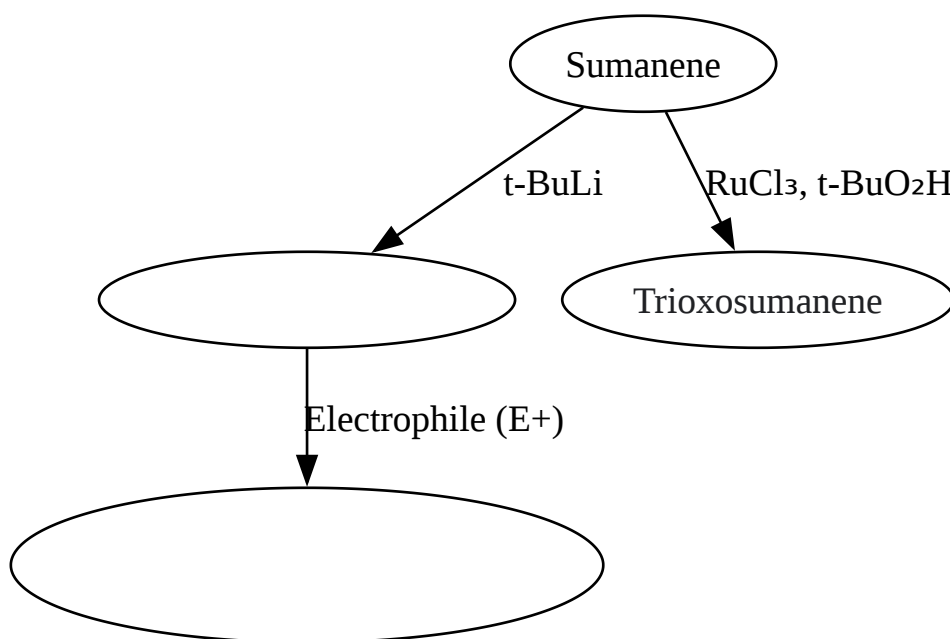 Sumanene
t-BuLi
RuCl₃, t-BuO₂H
Trioxosumanene
Electrophile (E+)